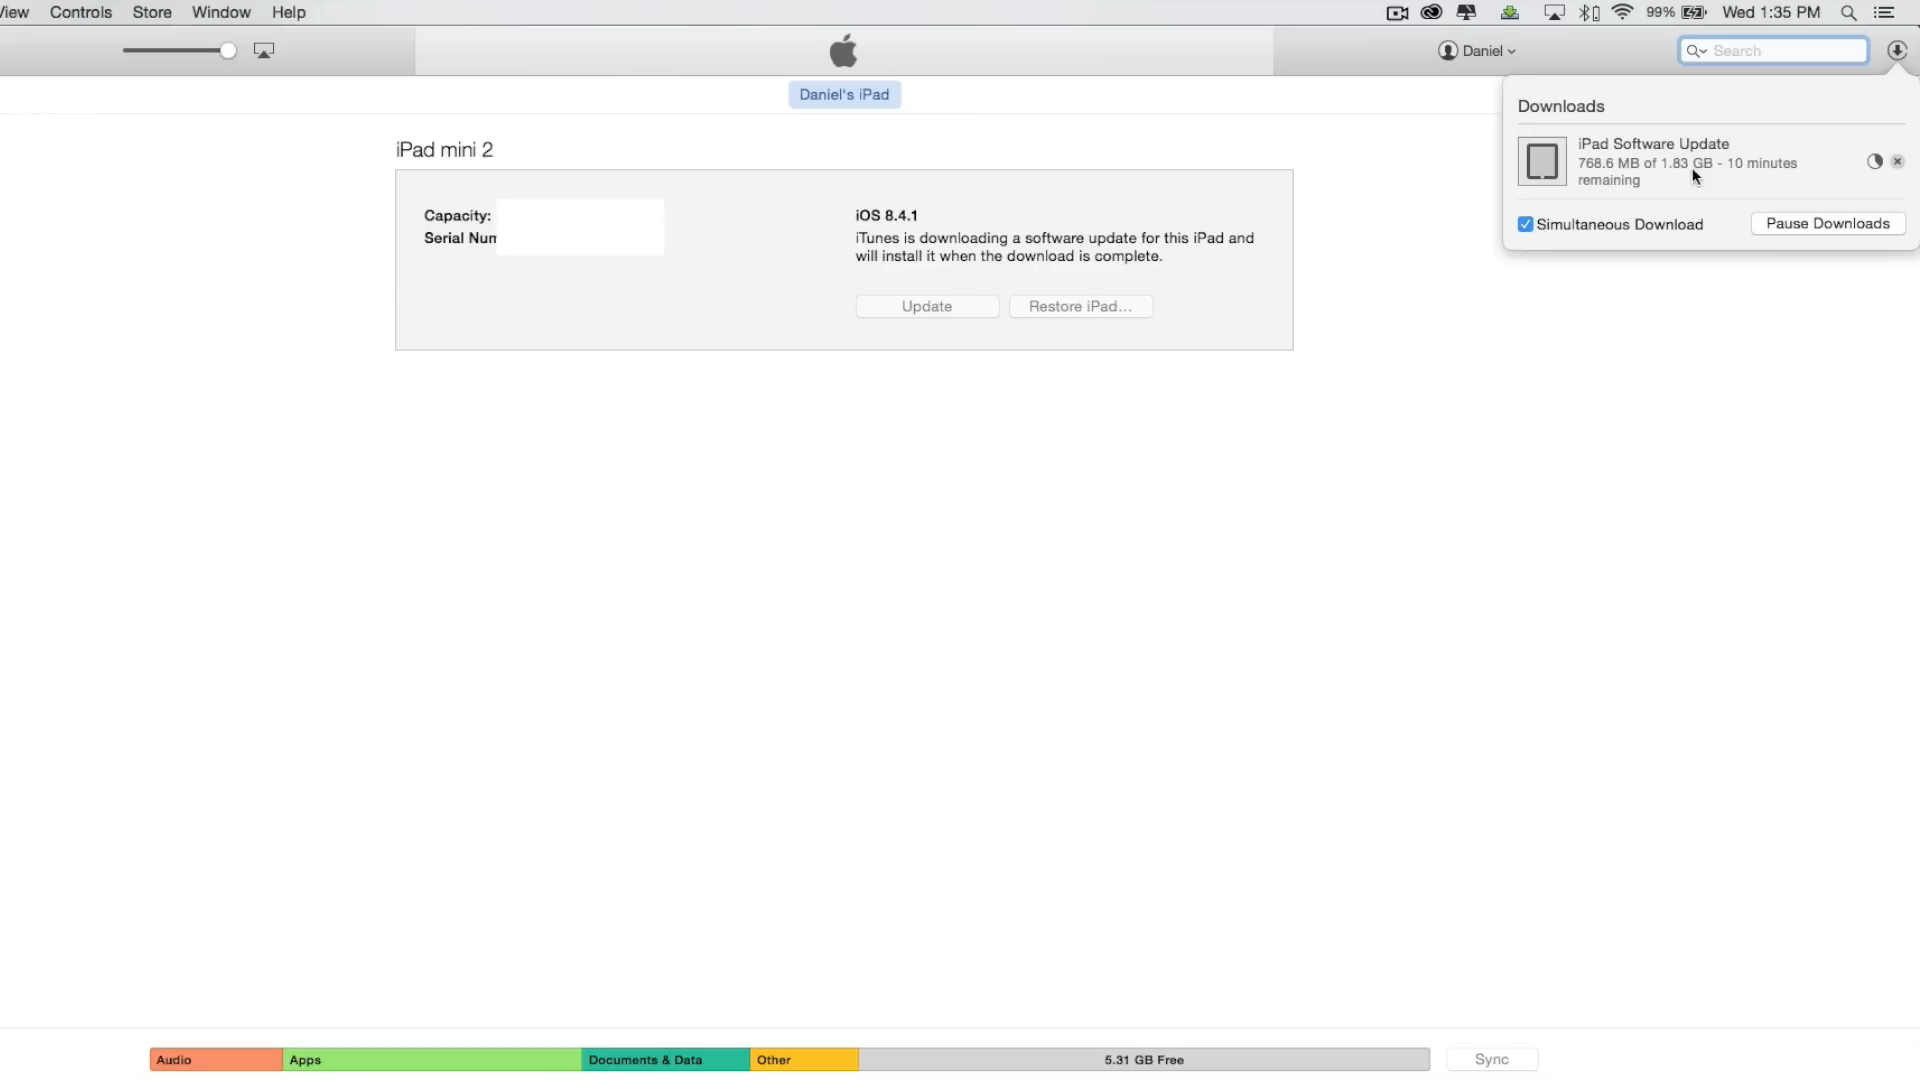 View Controls Store Window Help 99% Wed 1:35 PM
Daniel Search
Daniel's iPad
Downloads
iPad Software Update
768.6 MB of 1.83 GB - 10 minutes
remaining
Simultaneous Download Pause Downloads
iPad mini 2
Capacity:
Serial Num
iOS 8.4.1
iTunes is downloading a software update for this iPad and
will install it when the download is complete.
Update Restore iPad...
Audio Apps Documents & Data Other 5.31 GB Free Sync